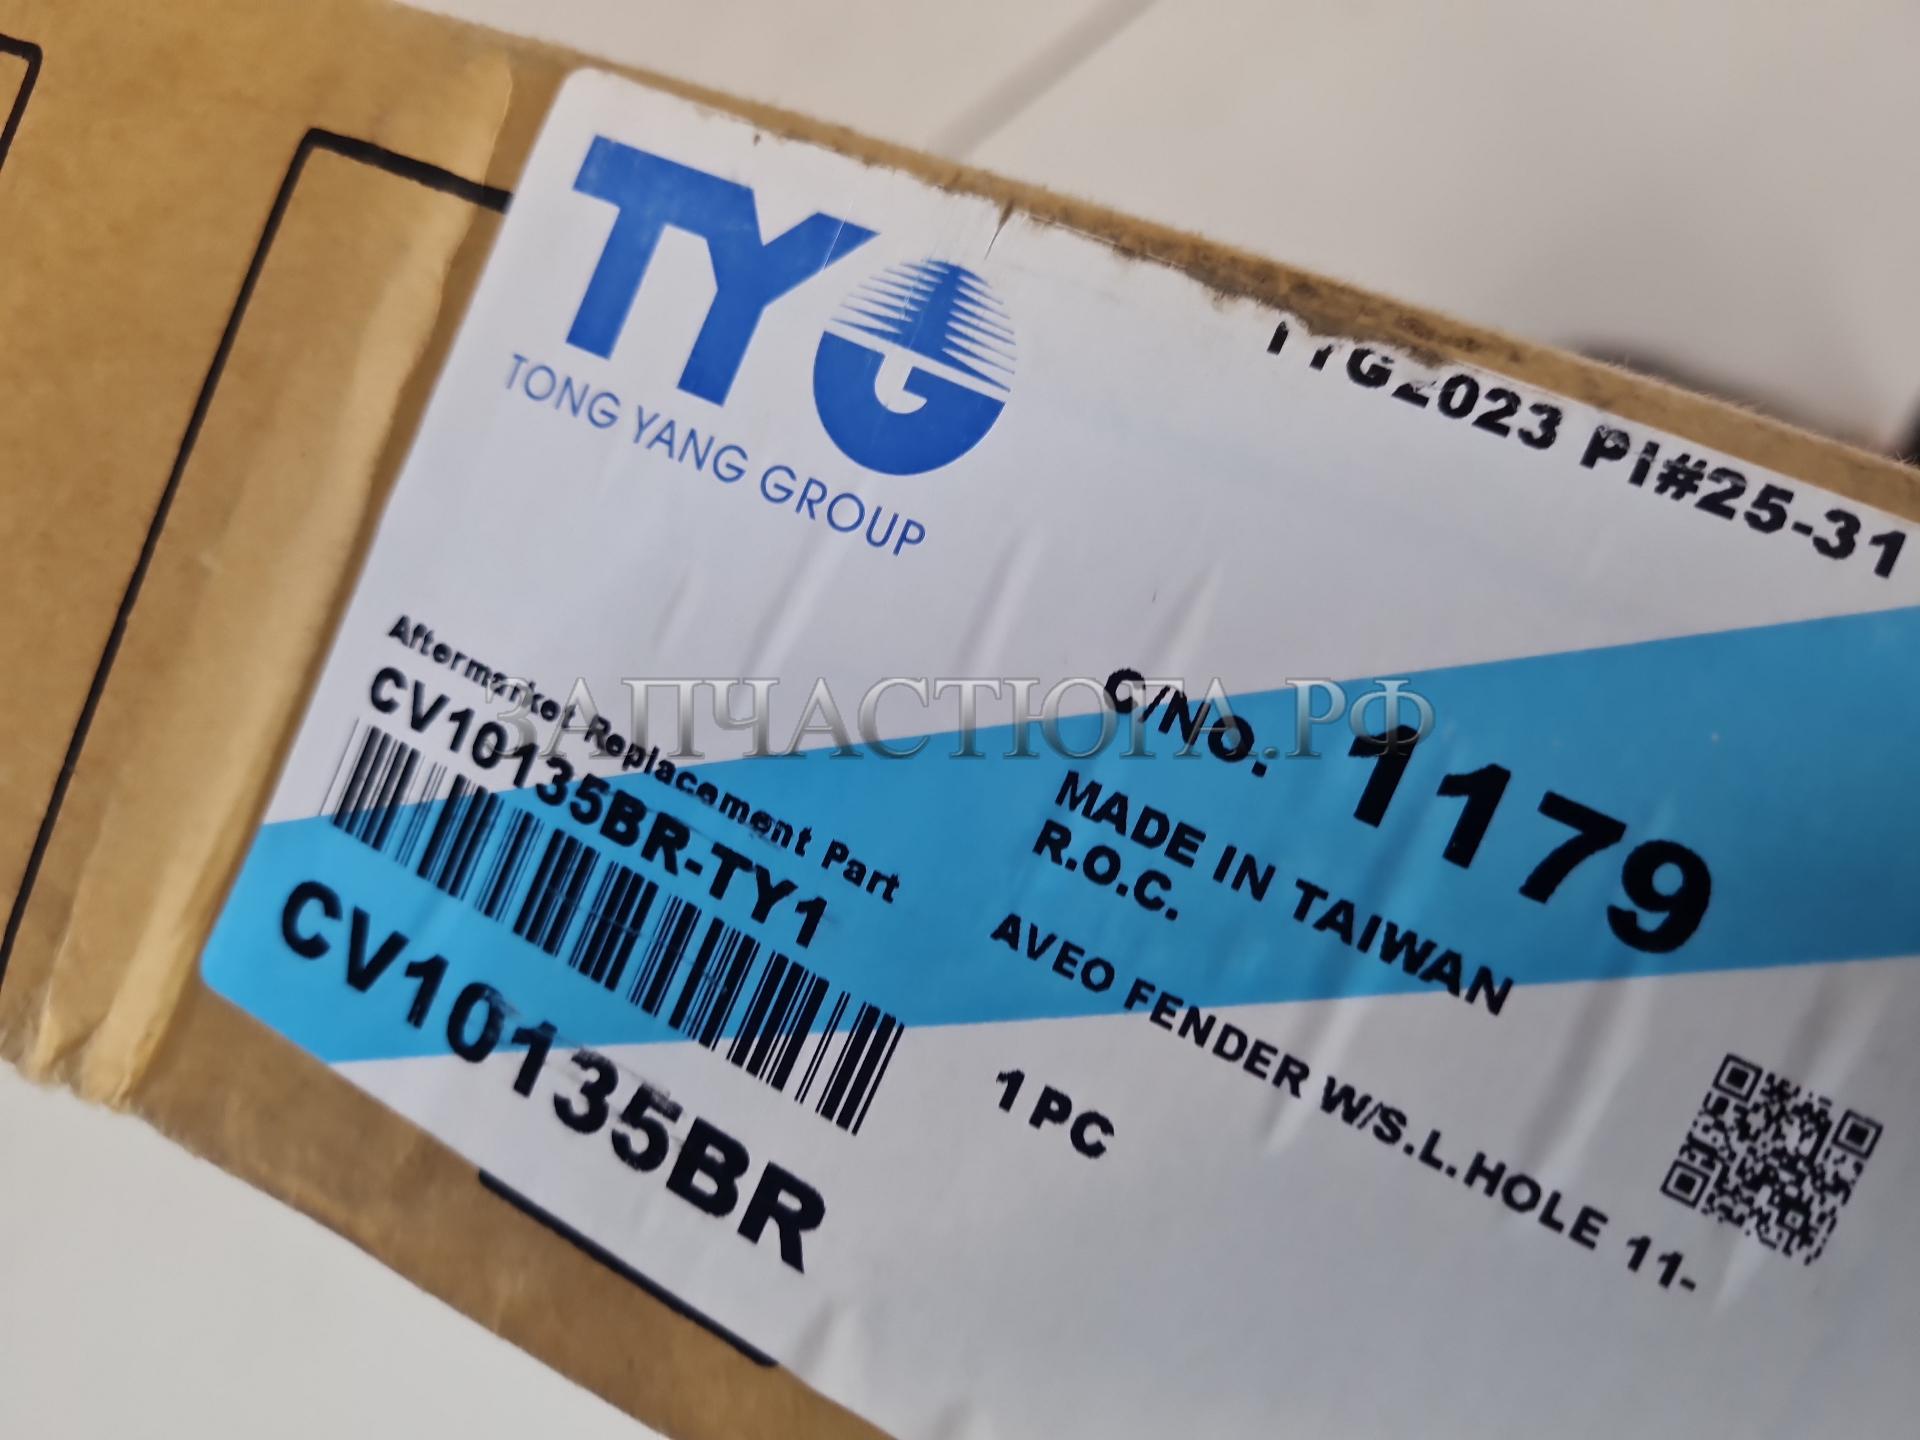 TYG
TONG YANG GROUP
TYG2023 PI#25-31
Aftermarket Replacement Part
CV10135BR-TY1
CV10135BR
C/NO. 1179
MADE IN TAIWAN
R.O.C.
AVEO FENDER W/S.L.HOLE 11-
1 PC
ЗАПЧАСТЮГА.РФ